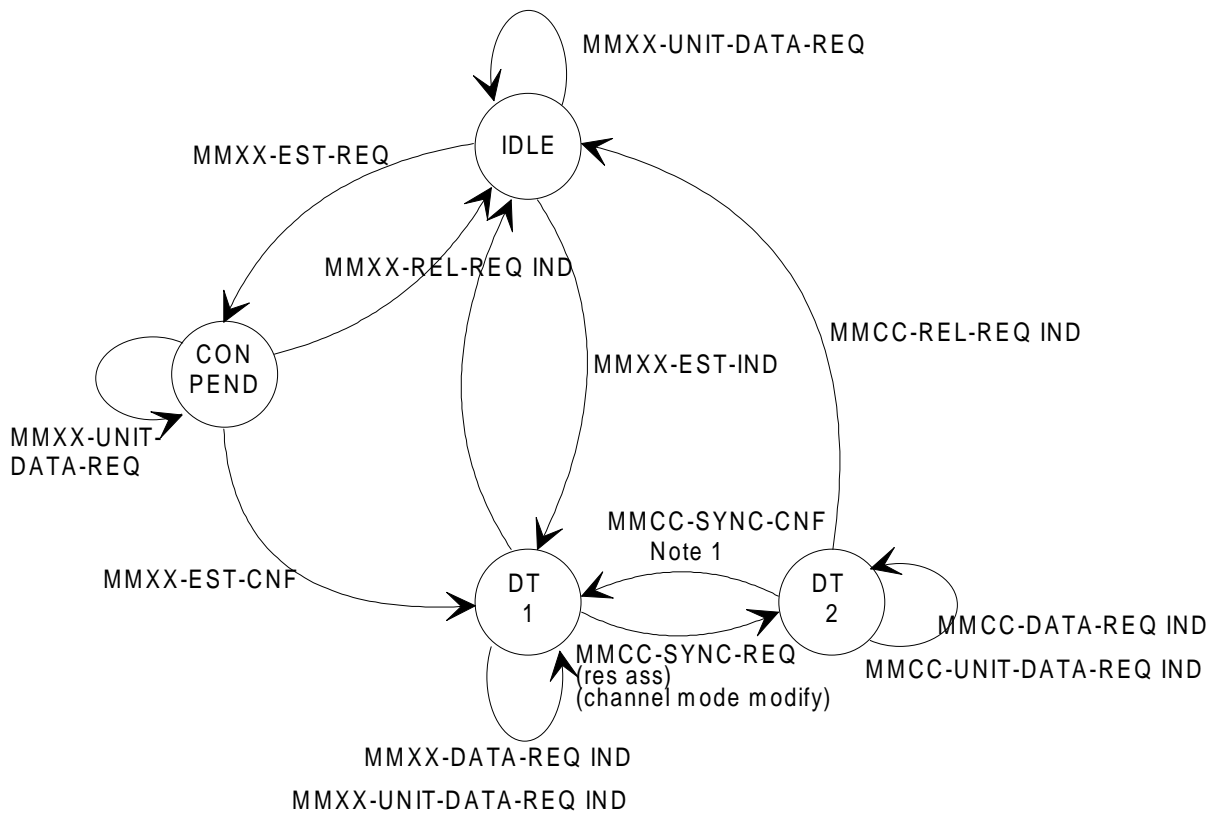 MMXX-UNIT-DATA-REQ
IDLE
MMXX-EST-REQ
MMXX-REL-REQ IND
MMCC-REL-REQ IND
CON
PEND
MMXX-EST-IND
MMXX-UNIT-
DATA-REQ
MMCC-SYNC-CNF
Note 1
MMXX-EST-CNF
DT
1
DT
2
MMCC-DATA-REQ IND
MMCC-UNIT-DATA-REQ IND
MMCC-SYNC-REQ
(res ass)
(channel mode modify)
MMXX-DATA-REQ IND
MMXX-UNIT-DATA-REQ IND